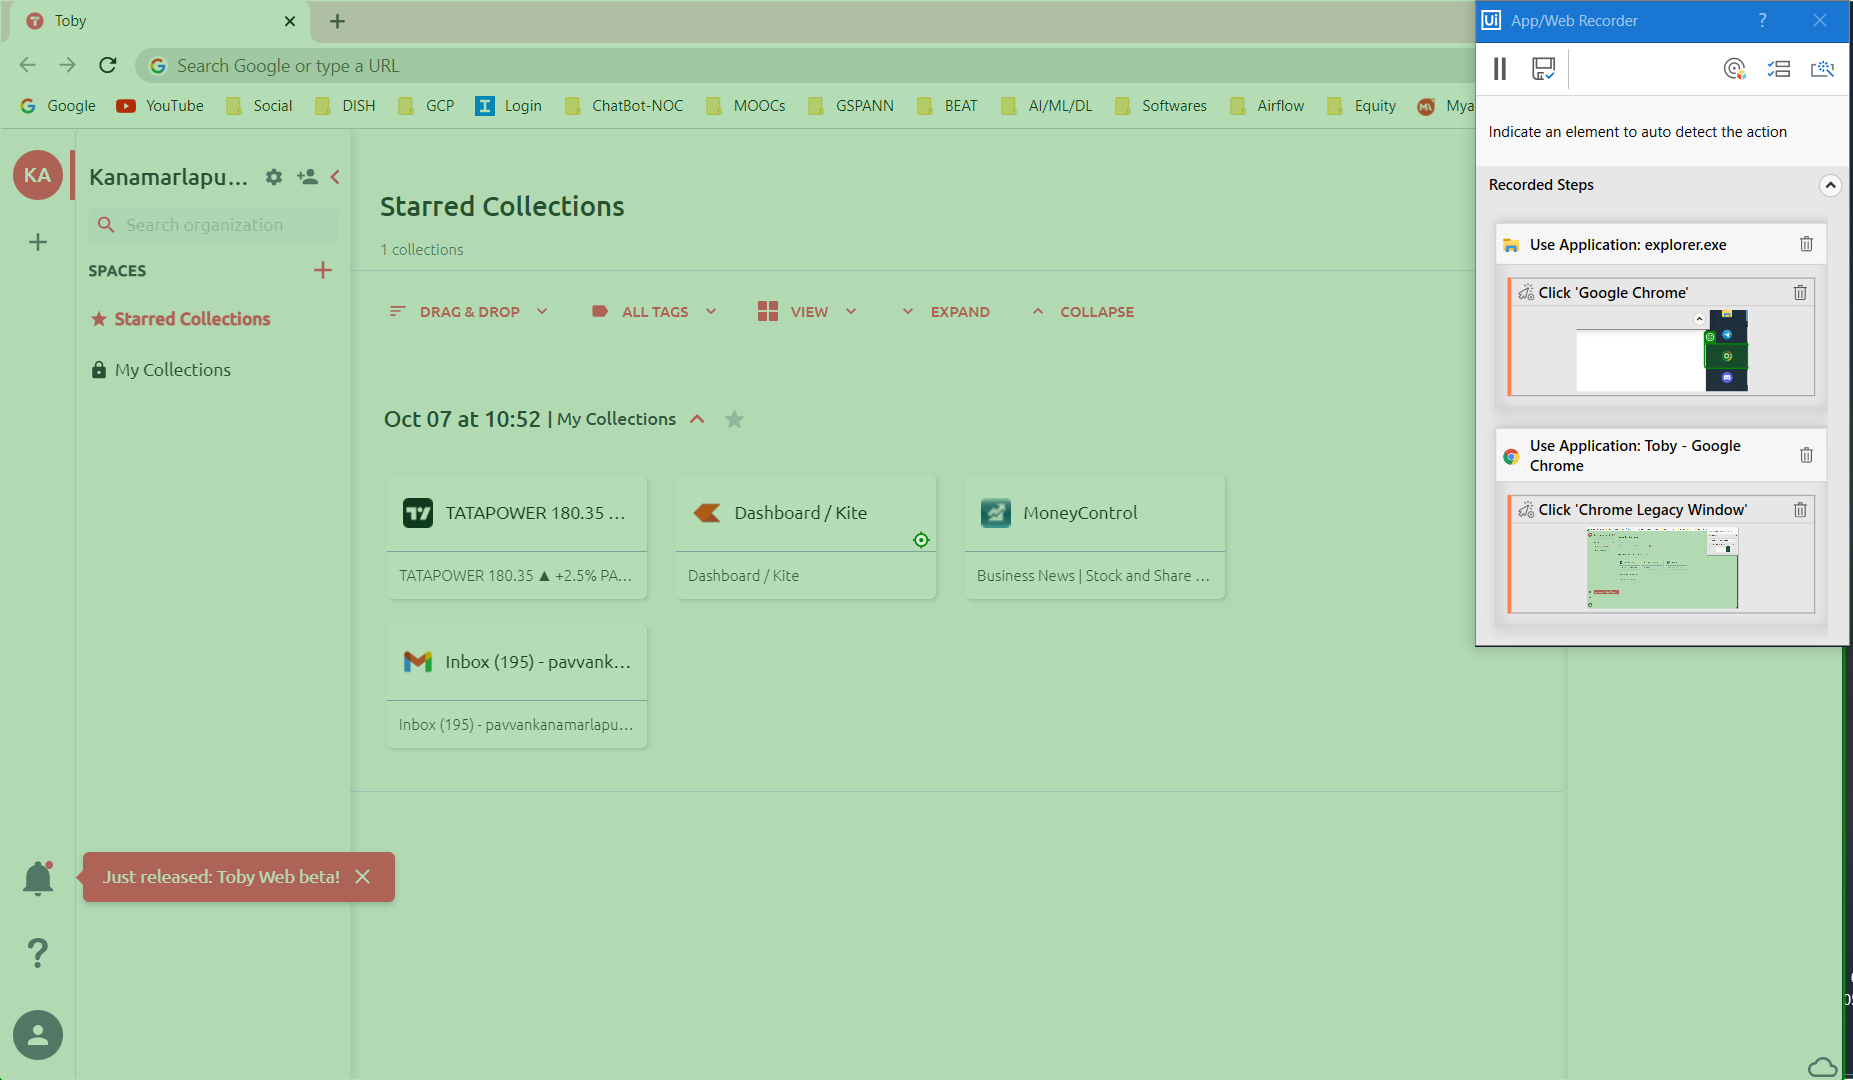 Toby
Search Google or type a URL
Google YouTube Social DISH GCP Login ChatBot-NOC MOOCs GSPANN BEAT AI/ML/DL Softwares Airflow Equity Mya
KA
Kanamarlapu...
Search organization
SPACES
Starred Collections
My Collections
Just released: Toby Web beta!
Starred Collections
1 collections
DRAG & DROP ALL TAGS VIEW EXPAND COLLAPSE
Oct 07 at 10:52 | My Collections
TATAPOWER 180.35 ...
TATAPOWER 180.35 ▲ +2.5% PA...
Dashboard / Kite
Dashboard / Kite
MoneyControl
Business News | Stock and Share ...
Inbox (195) - pavvank...
Inbox (195) - pavvankanamarlapu...
Ui App/Web Recorder ?
Indicate an element to auto detect the action
Recorded Steps
Use Application: explorer.exe
Click 'Google Chrome'
Use Application: Toby - Google
Chrome
Click 'Chrome Legacy Window'